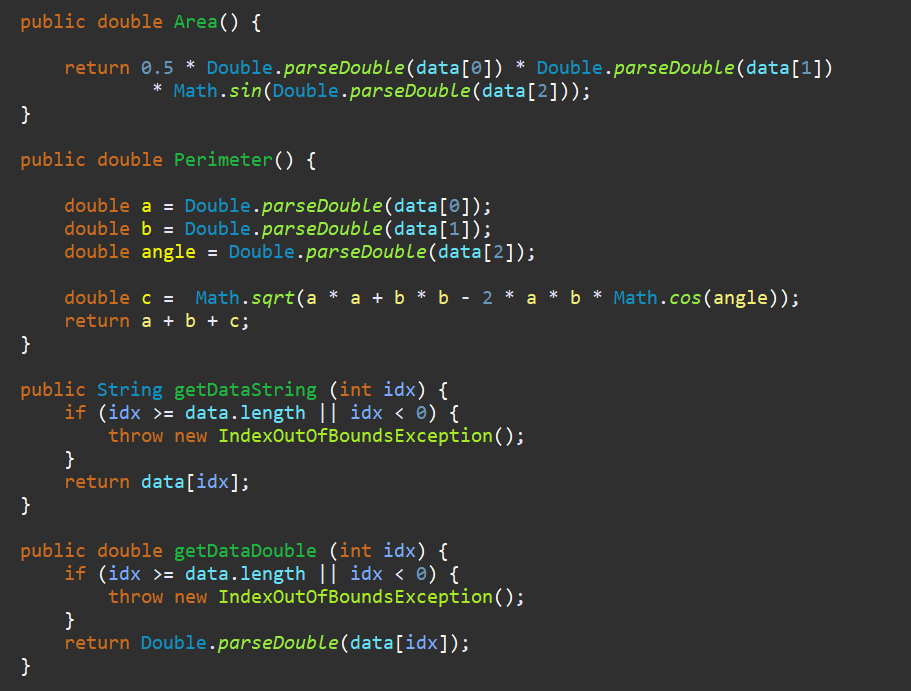 public double Area() {
return 0.5 * Double.parseDouble(data[0]) * Double.parseDouble(data[1])
* Math.sin(Double.parseDouble(data[2]));
}
public double Perimeter() {
double a = Double.parseDouble(data[0]);
double b = Double.parseDouble(data[1]);
double angle = Double.parseDouble(data[2]);
double c =  Math.sqrt(a * a + b * b - 2 * a * b * Math.cos(angle));
return a + b + c;
}
public String getDataString (int idx) {
if (idx >= data.length || idx < 0) {
throw new IndexOutOfBoundsException();
}
return data[idx];
}
public double getDataDouble (int idx) {
if (idx >= data.length || idx < 0) {
throw new IndexOutOfBoundsException();
}
return Double.parseDouble(data[idx]);
}